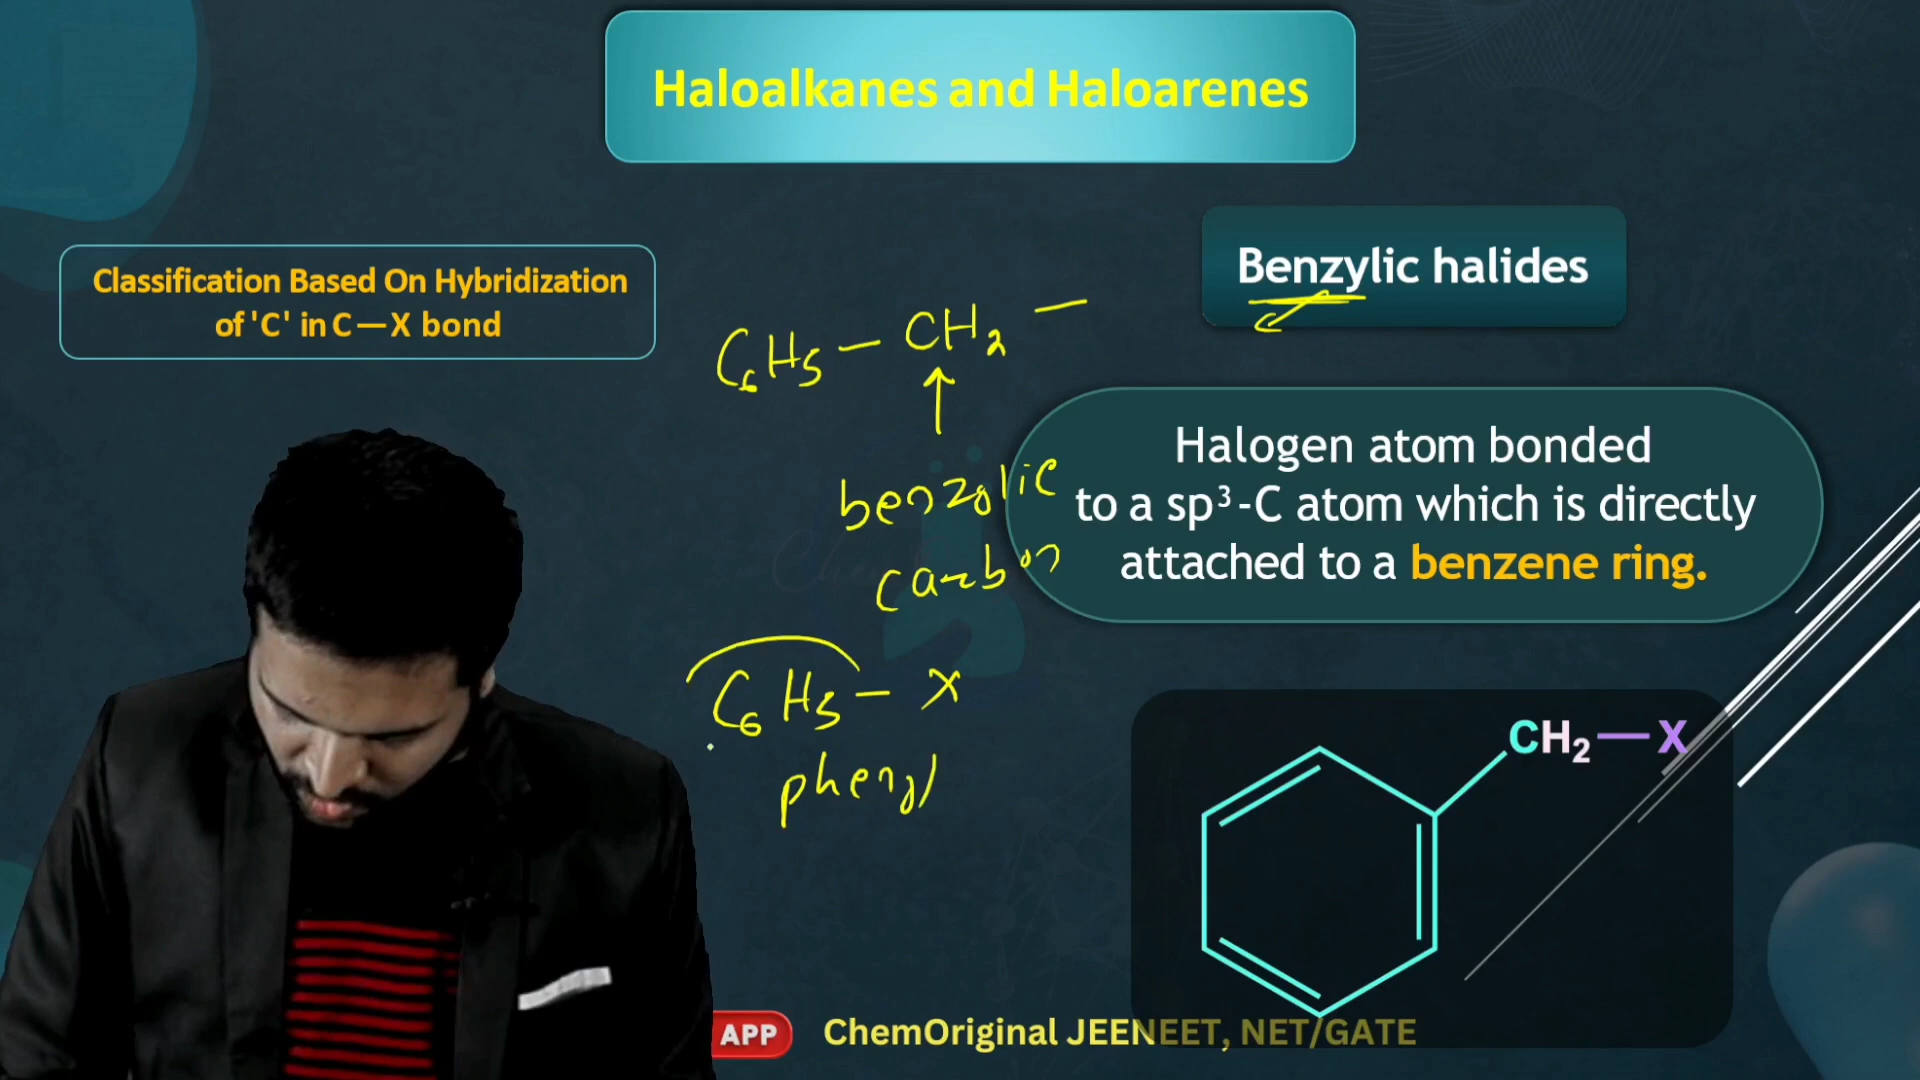 Haloalkanes and Haloarenes
Classification Based On Hybridization
of 'C' in C—X bond
Benzylic halides
C₆H₅ — CH₂ —
benzylic
carbon
Halogen atom bonded
to a sp³-C atom which is directly
attached to a benzene ring.
C₆H₅ — X
phenyl
CH₂—X
APP
ChemOriginal JEENEET, NET/GATE